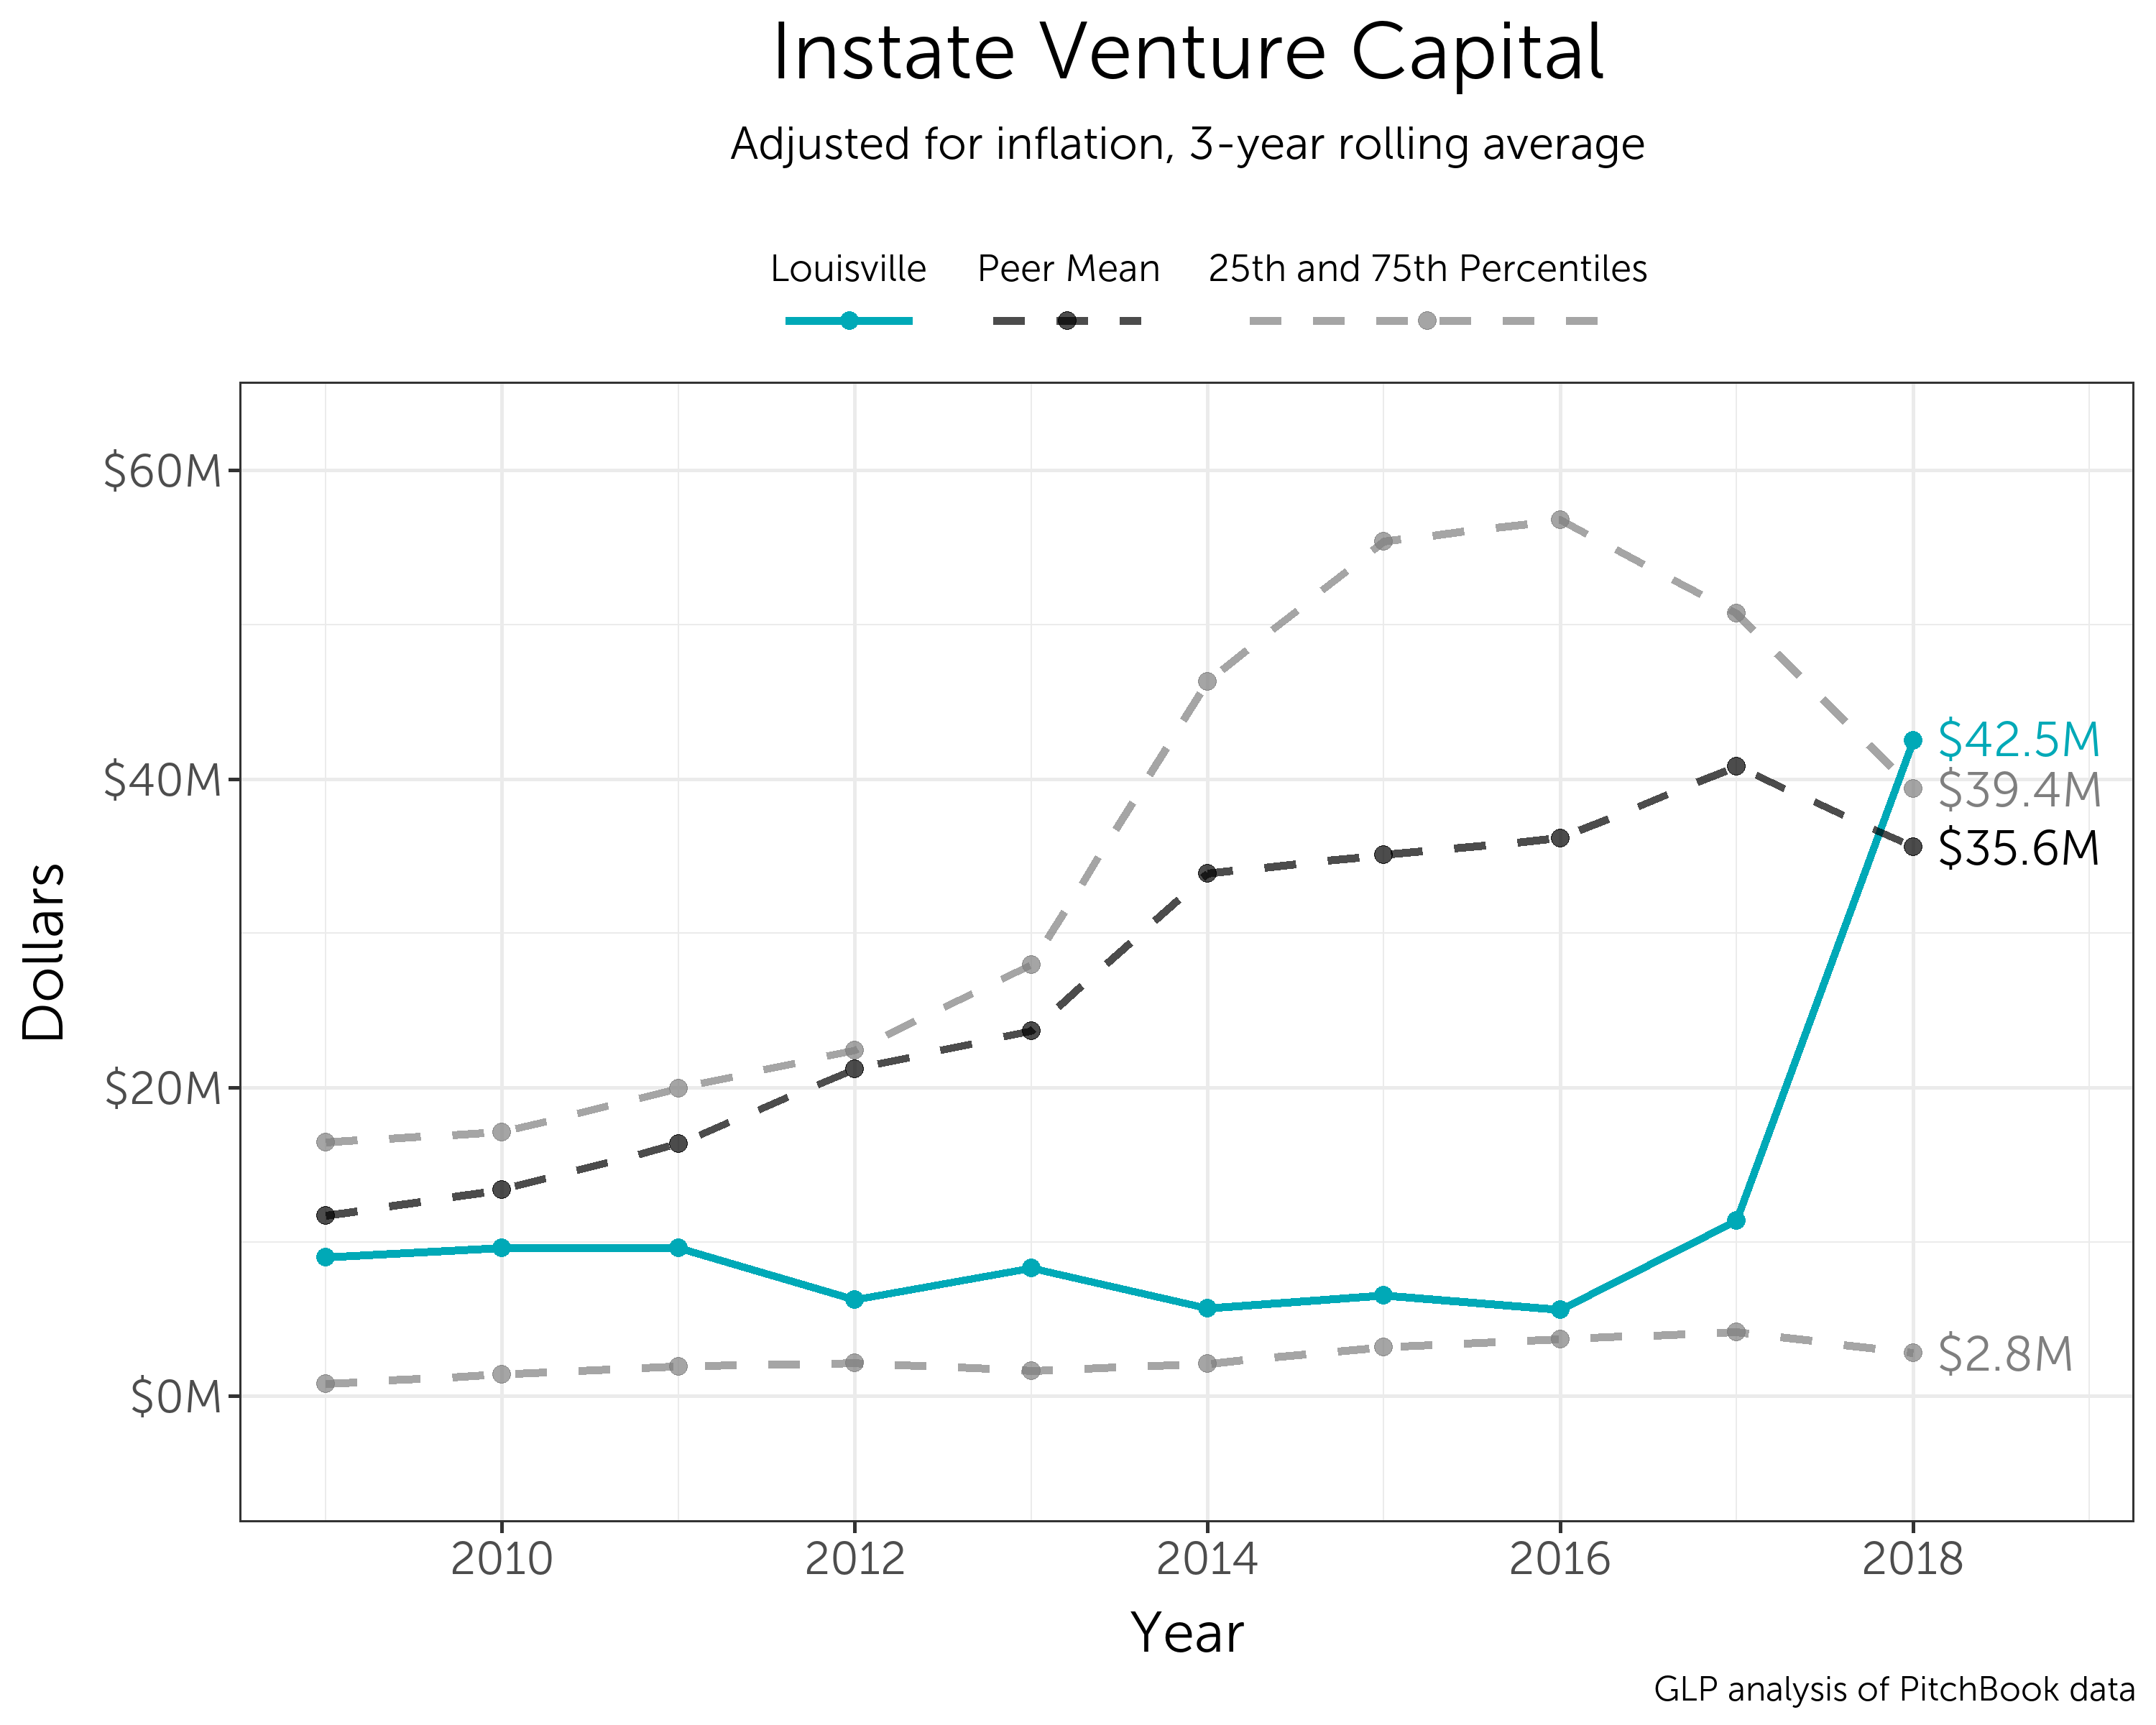 Instate Venture Capital
Adjusted for inflation, 3-year rolling average
Louisville Peer Mean 25th and 75th Percentiles
$60M
$40M
$20M
$0M
Dollars
$42.5M
$39.4M
$35.6M
$2.8M
2010 2012 2014 2016 2018
Year
GLP analysis of PitchBook data